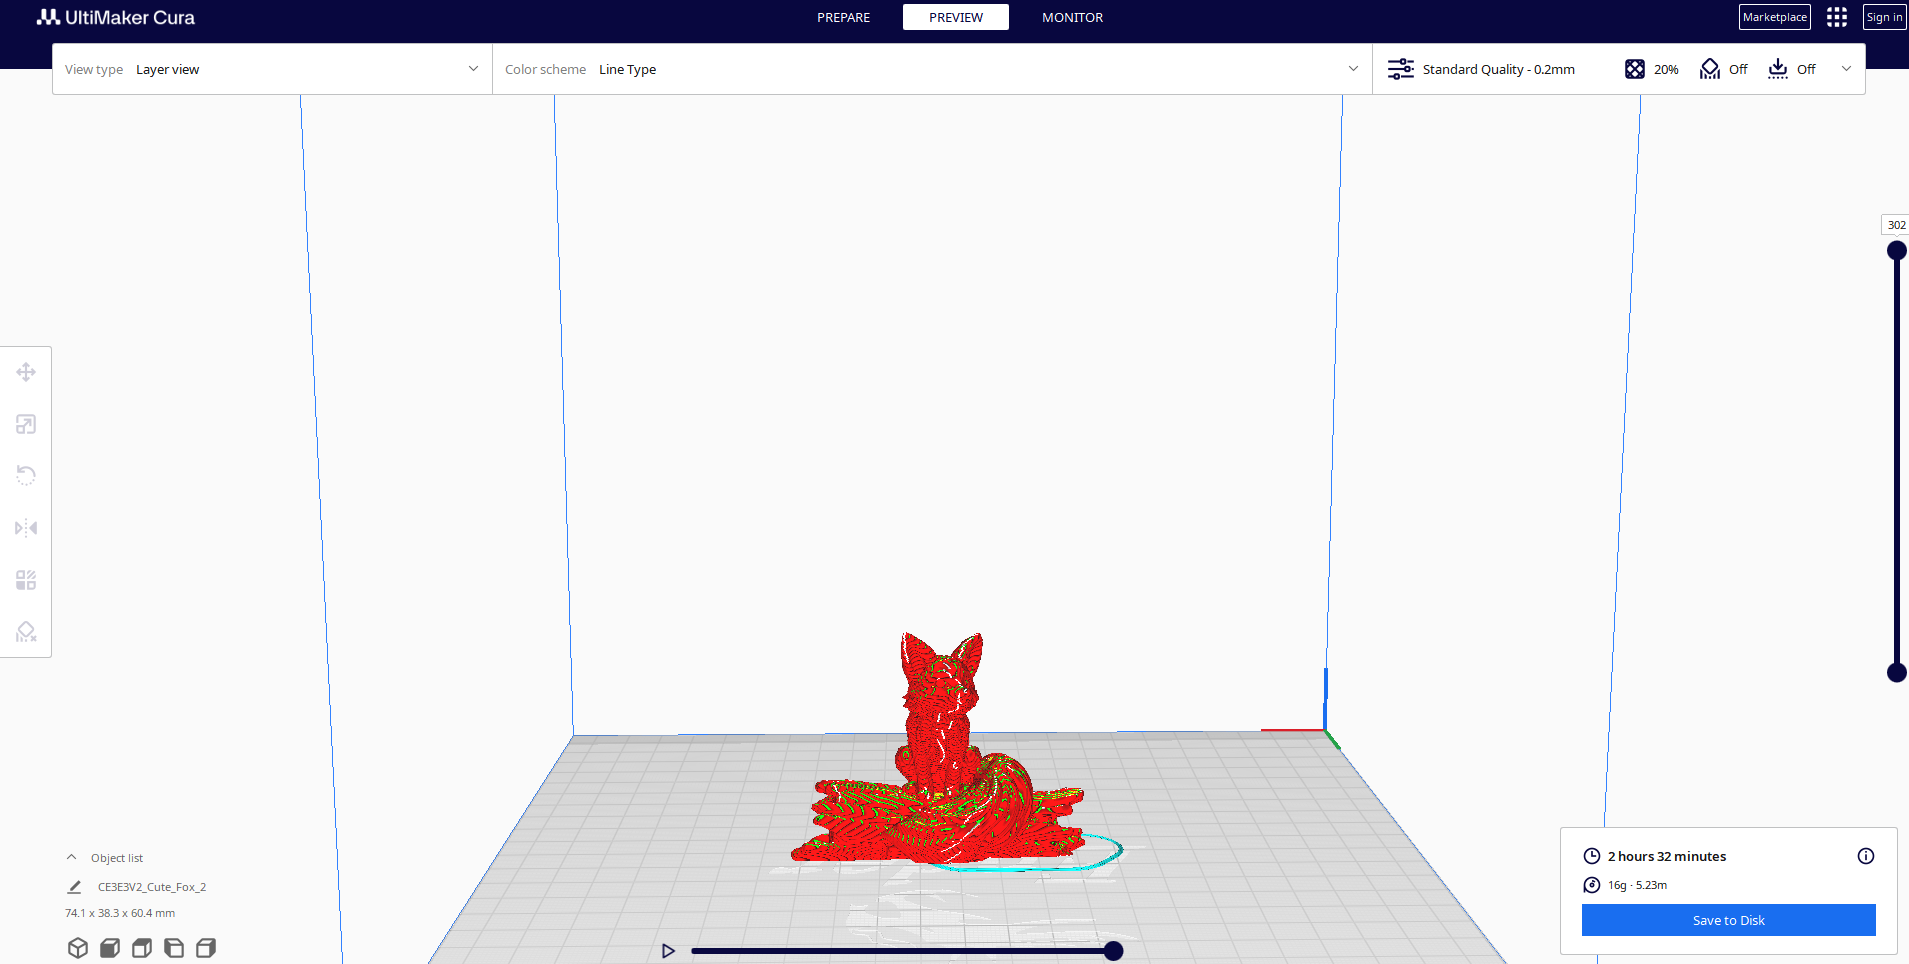 UltiMaker Cura
PREPARE
PREVIEW
MONITOR
Marketplace
Sign in
View type Layer view
Color scheme Line Type
Standard Quality - 0.2mm
20%
Off
Off
302
Object list
CE3E3V2_Cute_Fox_2
74.1 x 38.3 x 60.4 mm
2 hours 32 minutes
16g · 5.23m
Save to Disk